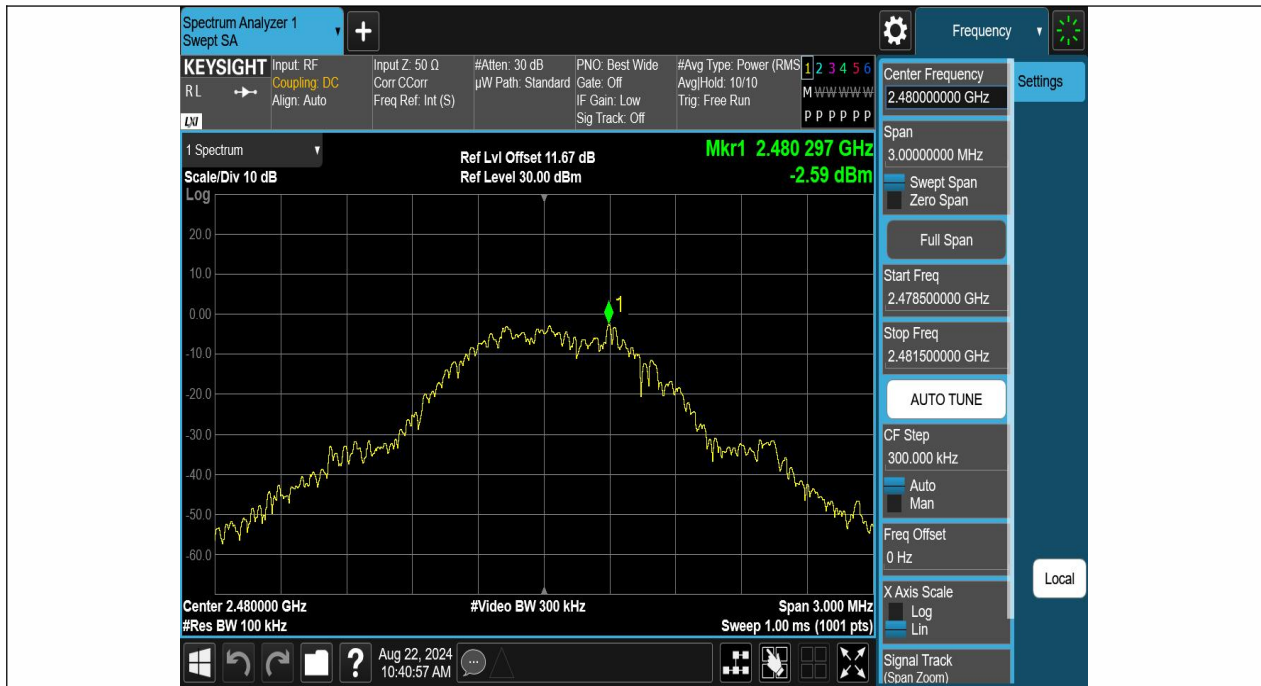 Spectrum Analyzer 1
Swept SA
+
Frequency
KEYSIGHT
RL
LXI
Input: RF
Coupling: DC
Align: Auto
Input Z: 50 Ω
Corr CCorr
Freq Ref: Int (S)
#Atten: 30 dB
µW Path: Standard
PNO: Best Wide
Gate: Off
IF Gain: Low
Sig Track: Off
#Avg Type: Power (RMS
Avg|Hold: 10/10
Trig: Free Run
1 2 3 4 5 6
M W W W W W
P P P P P P
1 Spectrum
Scale/Div 10 dB
Log
Ref Lvl Offset 11.67 dB
Ref Level 30.00 dBm
Mkr1 2.480 297 GHz
-2.59 dBm
20.0
10.0
0.00
-10.0
-20.0
-30.0
-40.0
-50.0
-60.0
1
Center 2.480000 GHz
#Res BW 100 kHz
#Video BW 300 kHz
Span 3.000 MHz
Sweep 1.00 ms (1001 pts)
?
Aug 22, 2024
10:40:57 AM
Center Frequency
2.480000000 GHz
Span
3.00000000 MHz
Swept Span
Zero Span
Full Span
Start Freq
2.478500000 GHz
Stop Freq
2.481500000 GHz
AUTO TUNE
CF Step
300.000 kHz
Auto
Man
Freq Offset
0 Hz
X Axis Scale
Log
Lin
Signal Track
(Span Zoom)
Settings
Local